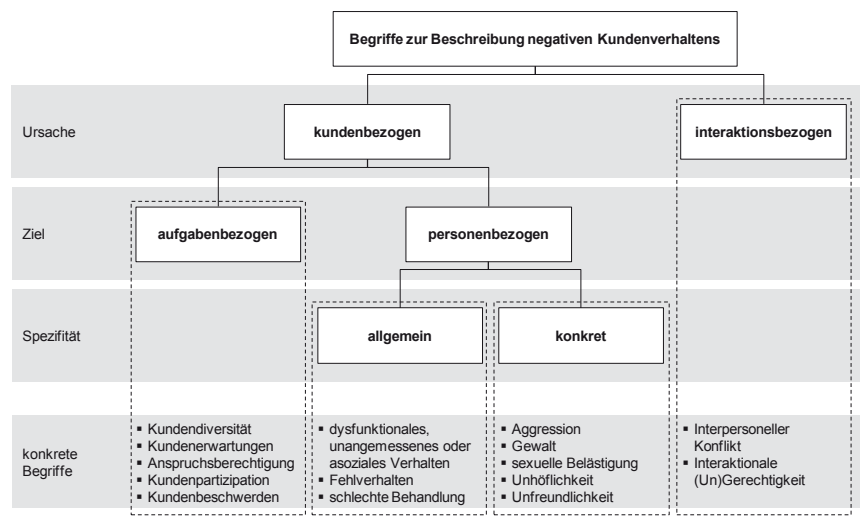 Begriffe zur Beschreibung negativen Kundenverhaltens
Ursache
kundenbezogen
interaktionsbezogen
Ziel
aufgabenbezogen
personenbezogen
Spezifität
allgemein
konkret
konkrete
Begriffe
▪ Kundendiversität
▪ Kundenerwartungen
▪ Anspruchsberechtigung
▪ Kundenpartizipation
▪ Kundenbeschwerden
▪ dysfunktionales,
unangemessenes oder
asoziales Verhalten
▪ Fehlverhalten
▪ schlechte Behandlung
▪ Aggression
▪ Gewalt
▪ sexuelle Belästigung
▪ Unhöflichkeit
▪ Unfreundlichkeit
▪ Interpersoneller
Konflikt
▪ Interaktionale
(Un)Gerechtigkeit